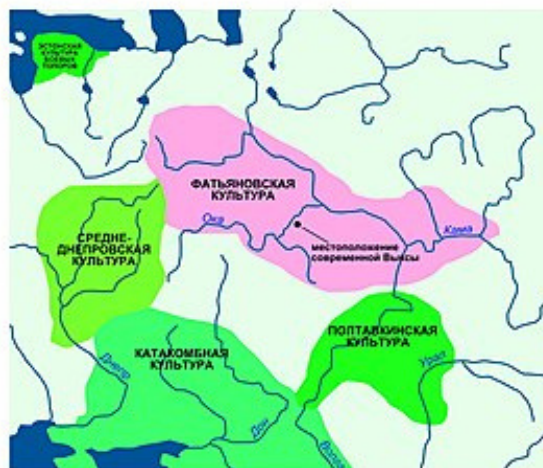 ЭСТОНСКАЯ
КУЛЬТУРА
БОЕВЫХ
ТОПОРОВ
ФАТЬЯНОВСКАЯ
КУЛЬТУРА
Ока
местоположение
современной Выксы
Кама
СРЕДНЕ-
ДНЕПРОВСКАЯ
КУЛЬТУРА
ПОЛТАВКИНСКАЯ
КУЛЬТУРА
КАТАКОМБНАЯ
КУЛЬТУРА
Днепр
Дон
Волга
Урал